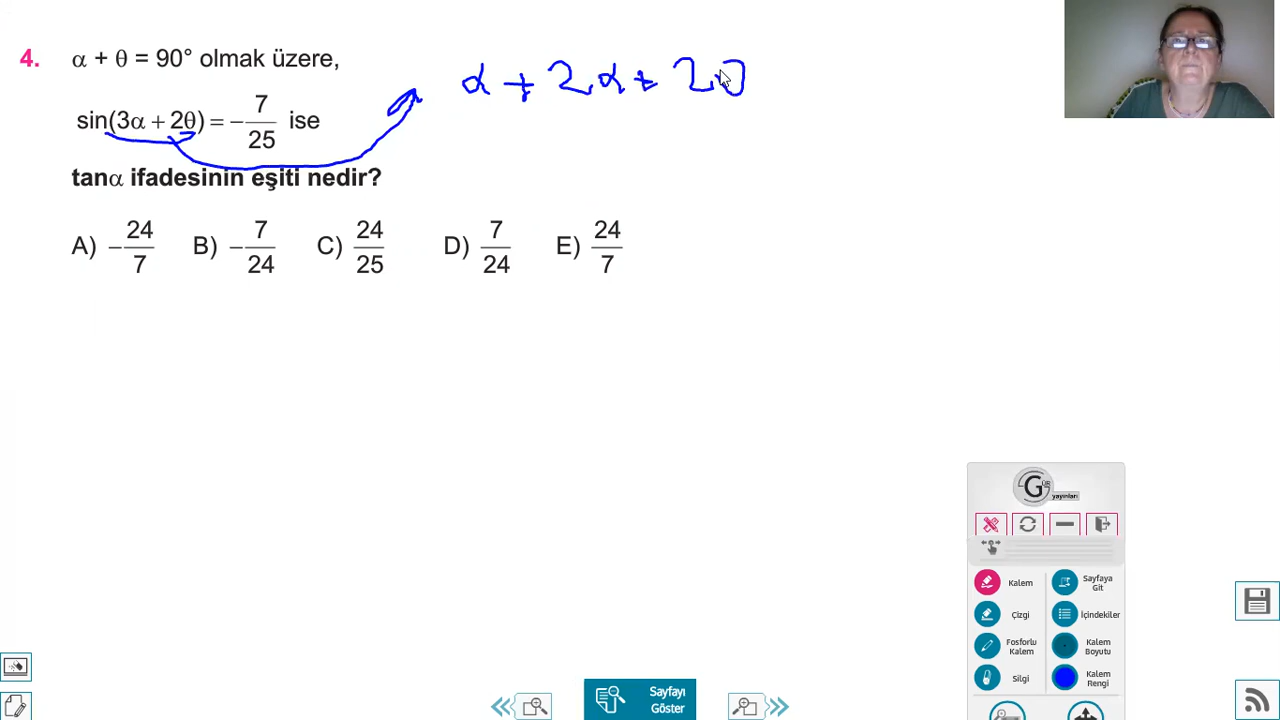 4. α + θ = 90° olmak üzere,
sin(3α + 2θ) = −7/25 ise
tanα ifadesinin eşiti nedir?
A) −24/7 B) −7/24 C) 24/25 D) 7/24 E) 24/7
α + 2α + 2θ
GÜR yayınları
Kalem
Sayfaya Git
Çizgi
İçindekiler
Fosforlu Kalem
Kalem Boyutu
Silgi
Kalem Rengi
Sayfayı Göster